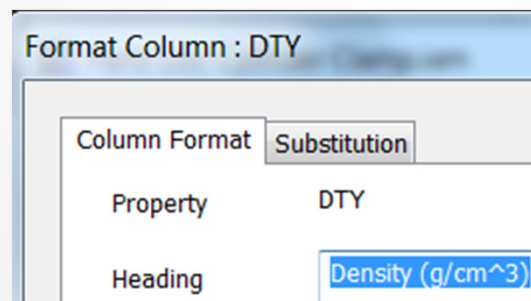 Format Column : DTY
Column Format Substitution
Property DTY
Heading Density (g/cm^3)